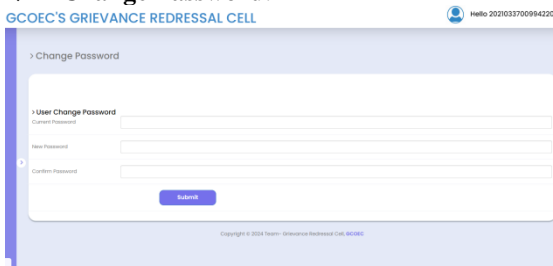 GCOEC'S GRIEVANCE REDRESSAL CELL
Hello 2021033700994220
> Change Password
> User Change Password
Current Password
New Password
Confirm Password
Submit
Copyright © 2024 Team- Grievance Redressal Cell, GCOEC